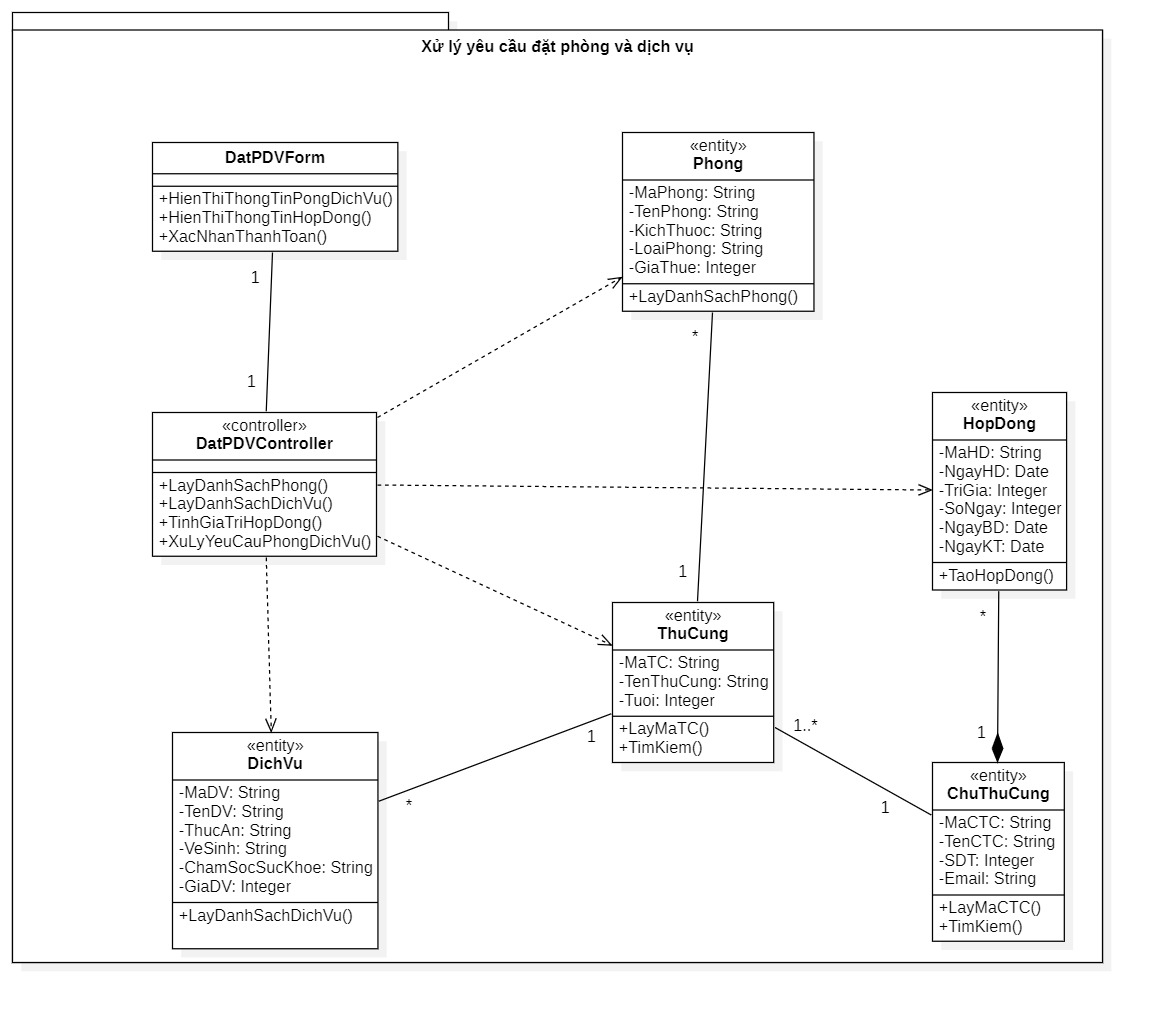 Xử lý yêu cầu đặt phòng và dịch vụ
DatPDVForm
+HienThiThongTinPongDichVu()
+HienThiThongTinHopDong()
+XacNhanThanhToan()
1
1
«entity»
Phong
-MaPhong: String
-TenPhong: String
-KichThuoc: String
-LoaiPhong: String
-GiaThue: Integer
+LayDanhSachPhong()
*
1
«controller»
DatPDVController
+LayDanhSachPhong()
+LayDanhSachDichVu()
+TinhGiaTriHopDong()
+XuLyYeuCauPhongDichVu()
«entity»
HopDong
-MaHD: String
-NgayHD: Date
-TriGia: Integer
-SoNgay: Integer
-NgayBD: Date
-NgayKT: Date
+TaoHopDong()
*
1
«entity»
ThuCung
-MaTC: String
-TenThuCung: String
-Tuoi: Integer
+LayMaTC()
+TimKiem()
1
*
1..*
1
«entity»
DichVu
-MaDV: String
-TenDV: String
-ThucAn: String
-VeSinh: String
-ChamSocSucKhoe: String
-GiaDV: Integer
+LayDanhSachDichVu()
«entity»
ChuThuCung
-MaCTC: String
-TenCTC: String
-SDT: Integer
-Email: String
+LayMaCTC()
+TimKiem()